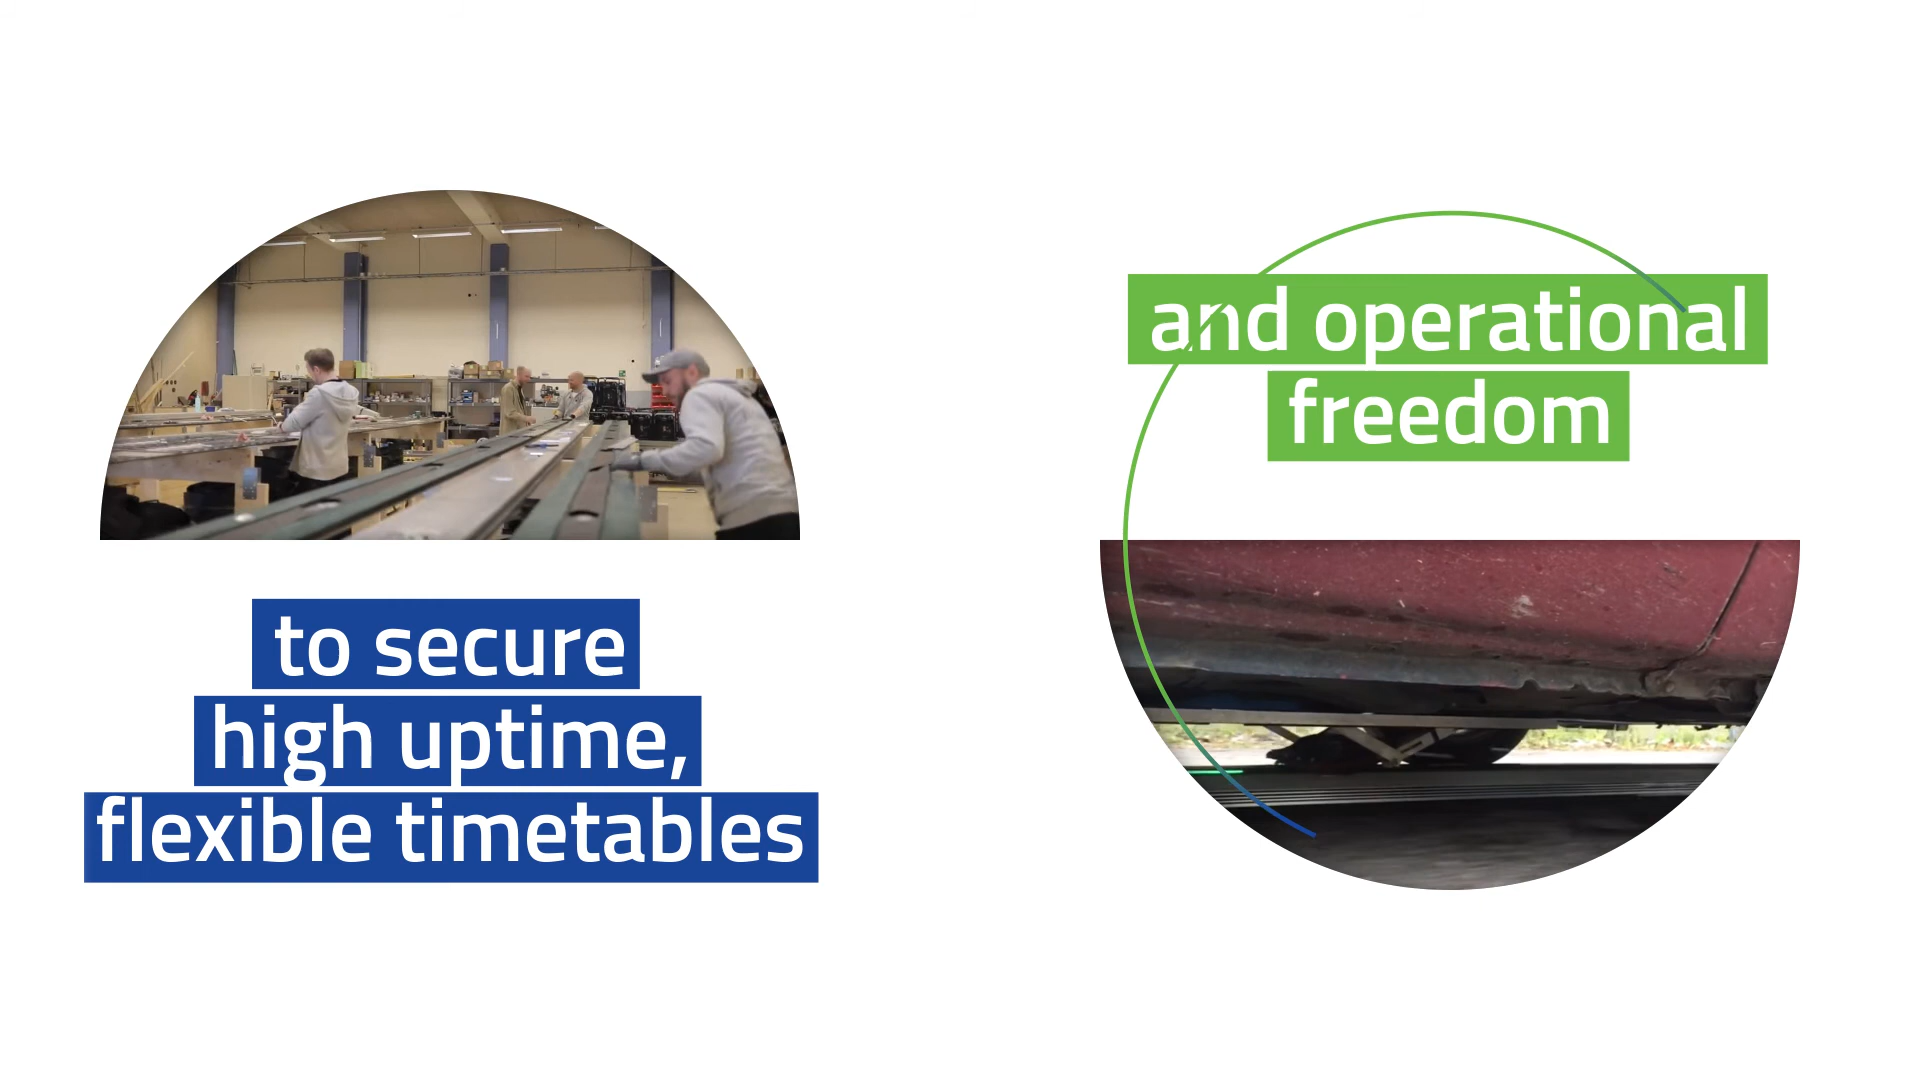 to secure
high uptime,
flexible timetables
and operational
freedom